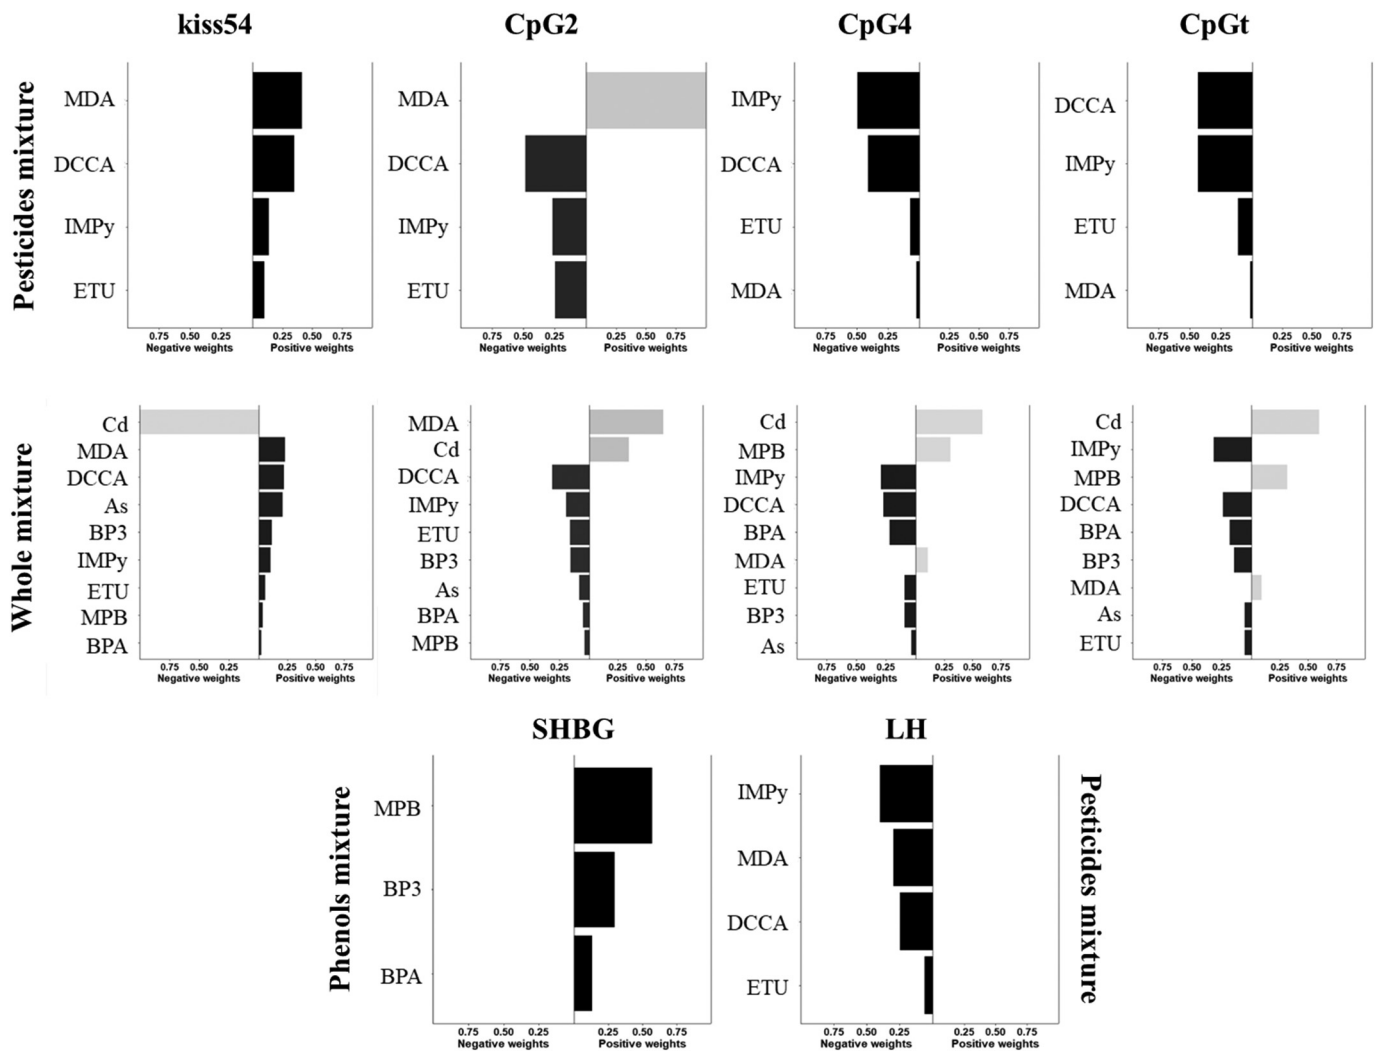 kiss54
CpG2
CpG4
CpGt
Pesticides mixture
MDA
DCCA
IMPy
ETU
0.75 0.50 0.25 0.25 0.50 0.75
Negative weights Positive weights
MDA
DCCA
IMPy
ETU
0.75 0.50 0.25 0.25 0.50 0.75
Negative weights Positive weights
IMPy
DCCA
ETU
MDA
0.75 0.50 0.25 0.25 0.50 0.75
Negative weights Positive weights
DCCA
IMPy
ETU
MDA
0.75 0.50 0.25 0.25 0.50 0.75
Negative weights Positive weights
Whole mixture
Cd
MDA
DCCA
As
BP3
IMPy
ETU
MPB
BPA
0.75 0.50 0.25 0.25 0.50 0.75
Negative weights Positive weights
MDA
Cd
DCCA
IMPy
ETU
BP3
As
BPA
MPB
0.75 0.50 0.25 0.25 0.50 0.75
Negative weights Positive weights
Cd
MPB
IMPy
DCCA
BPA
MDA
ETU
BP3
As
0.75 0.50 0.25 0.25 0.50 0.75
Negative weights Positive weights
Cd
IMPy
MPB
DCCA
BPA
BP3
MDA
As
ETU
0.75 0.50 0.25 0.25 0.50 0.75
Negative weights Positive weights
SHBG
LH
Phenols mixture
MPB
BP3
BPA
0.75 0.50 0.25 0.25 0.50 0.75
Negative weights Positive weights
IMPy
MDA
DCCA
ETU
0.75 0.50 0.25 0.25 0.50 0.75
Negative weights Positive weights
Pesticides mixture